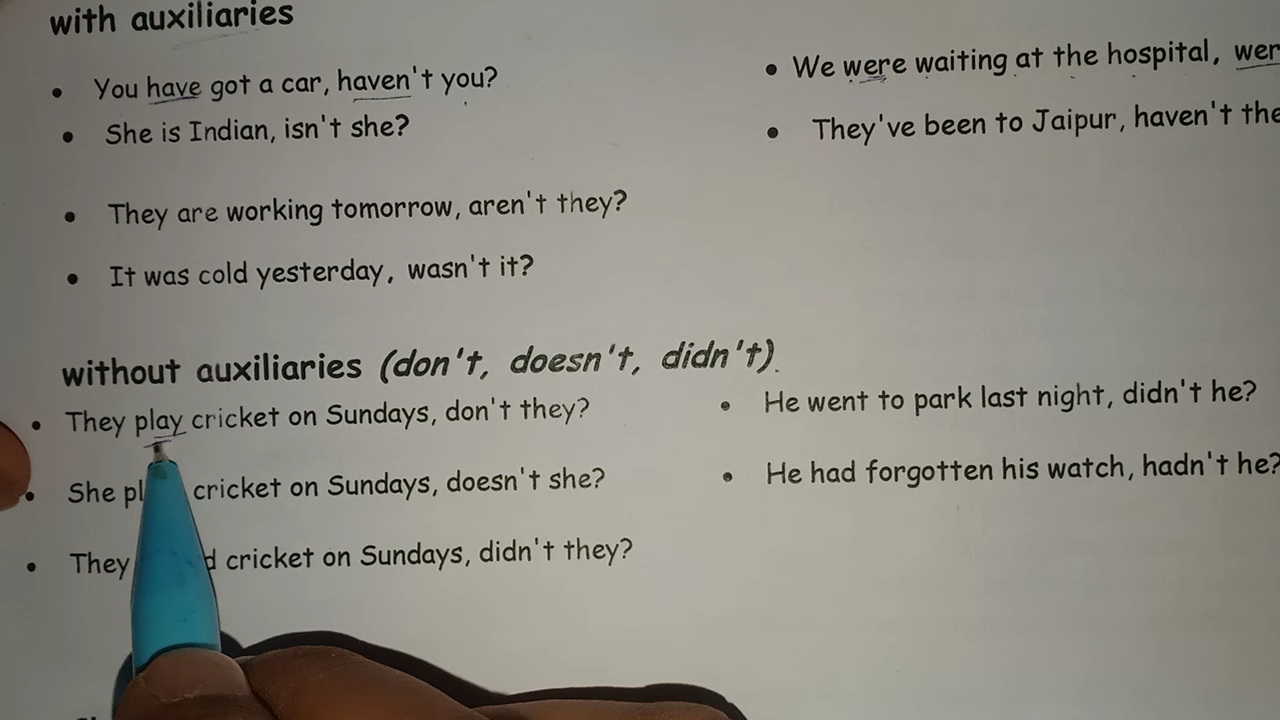 with auxiliaries
You have got a car, haven't you?
She is Indian, isn't she?
They are working tomorrow, aren't they?
It was cold yesterday, wasn't it?
We were waiting at the hospital,
They've been to Jaipur, haven't
without auxiliaries (don't, doesn't, didn't).
They play cricket on Sundays, don't they?
She cricket on Sundays, doesn't she?
They cricket on Sundays, didn't they?
He went to park last night, didn't he?
He had forgotten his watch, hadn't he?